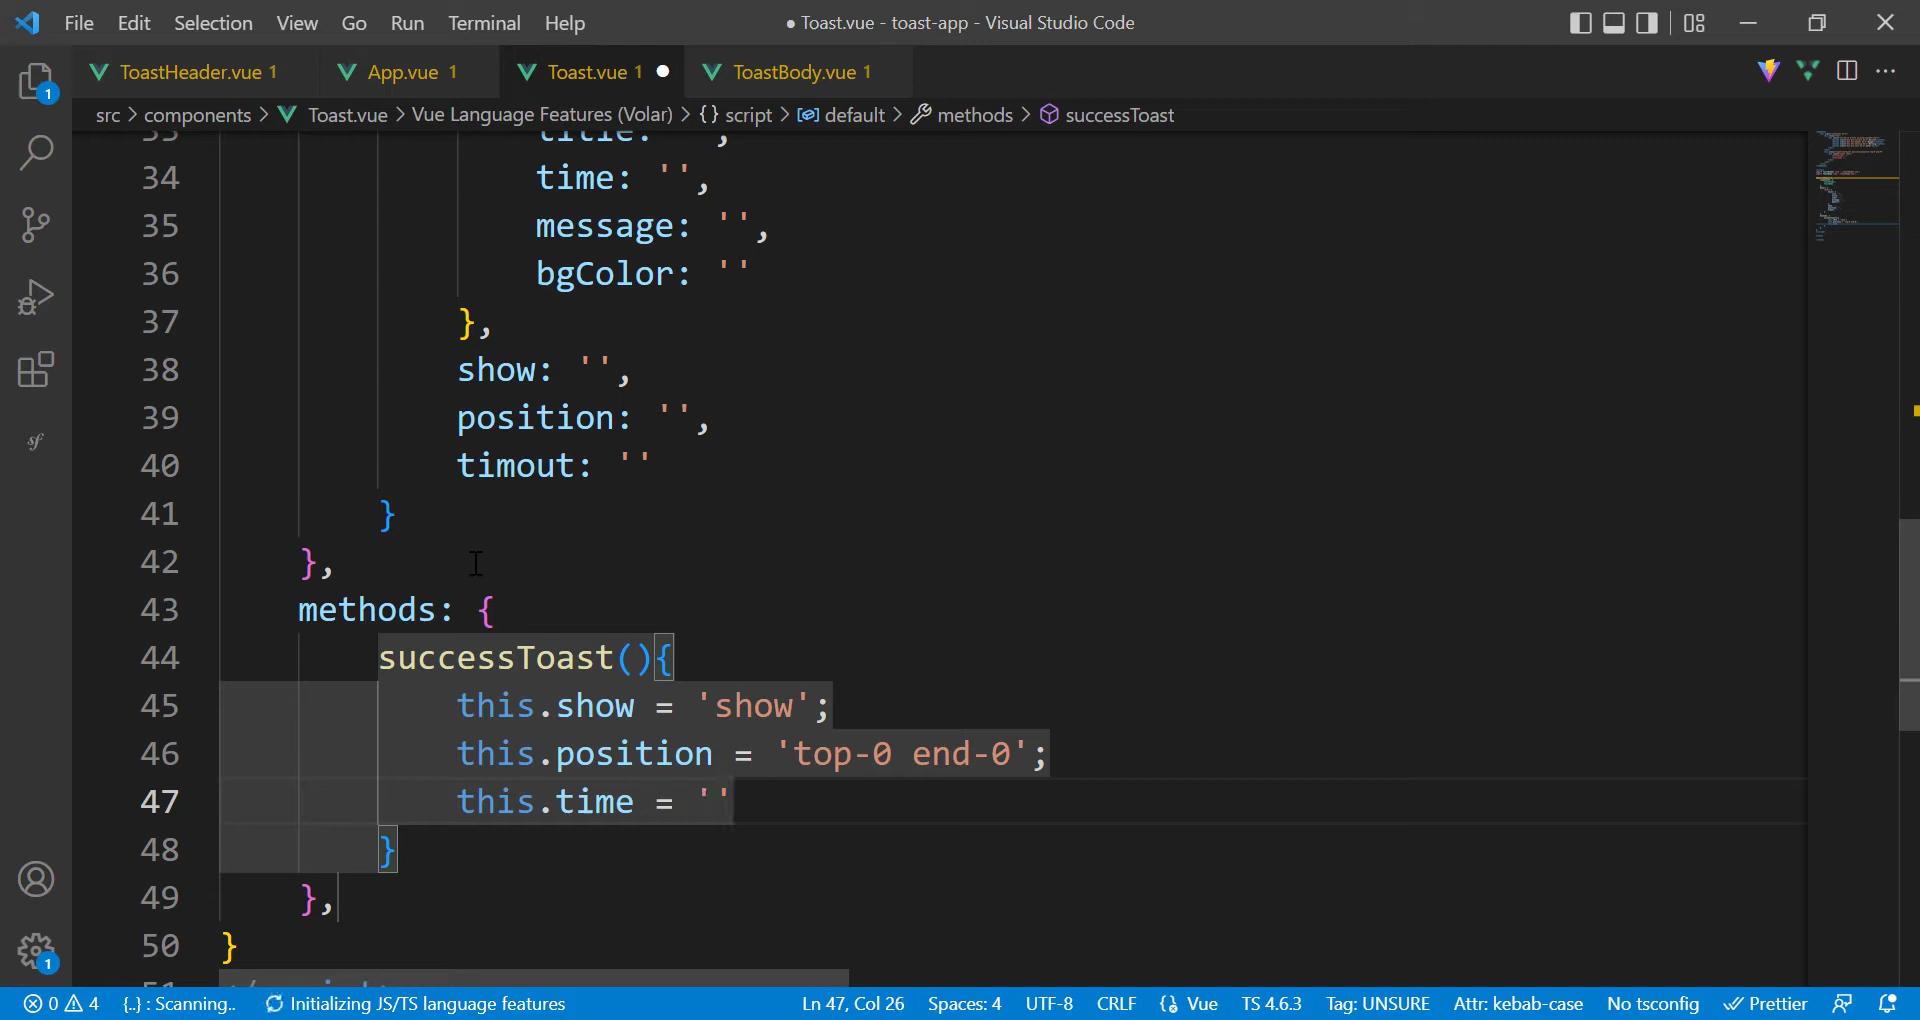 File Edit Selection View Go Run Terminal Help ● Toast.vue - toast-app - Visual Studio Code
ToastHeader.vue 1 App.vue 1 Toast.vue 1 ● ToastBody.vue 1 ...
src > components > Toast.vue > Vue Language Features (Volar) > {} script > default > methods > successToast
33 title: '',
34 time: '',
35 message: '',
36 bgColor: ''
37 },
38 show: '',
39 position: '',
40 timout: ''
41 }
42 },
43 methods: {
44 successToast(){
45 this.show = 'show';
46 this.position = 'top-0 end-0';
47 this.time = ''
48 }
49 },
50 }
1
1
0 4 {..} : Scanning.. Initializing JS/TS language features Ln 47, Col 26 Spaces: 4 UTF-8 CRLF {} Vue TS 4.6.3 Tag: UNSURE Attr: kebab-case No tsconfig Prettier